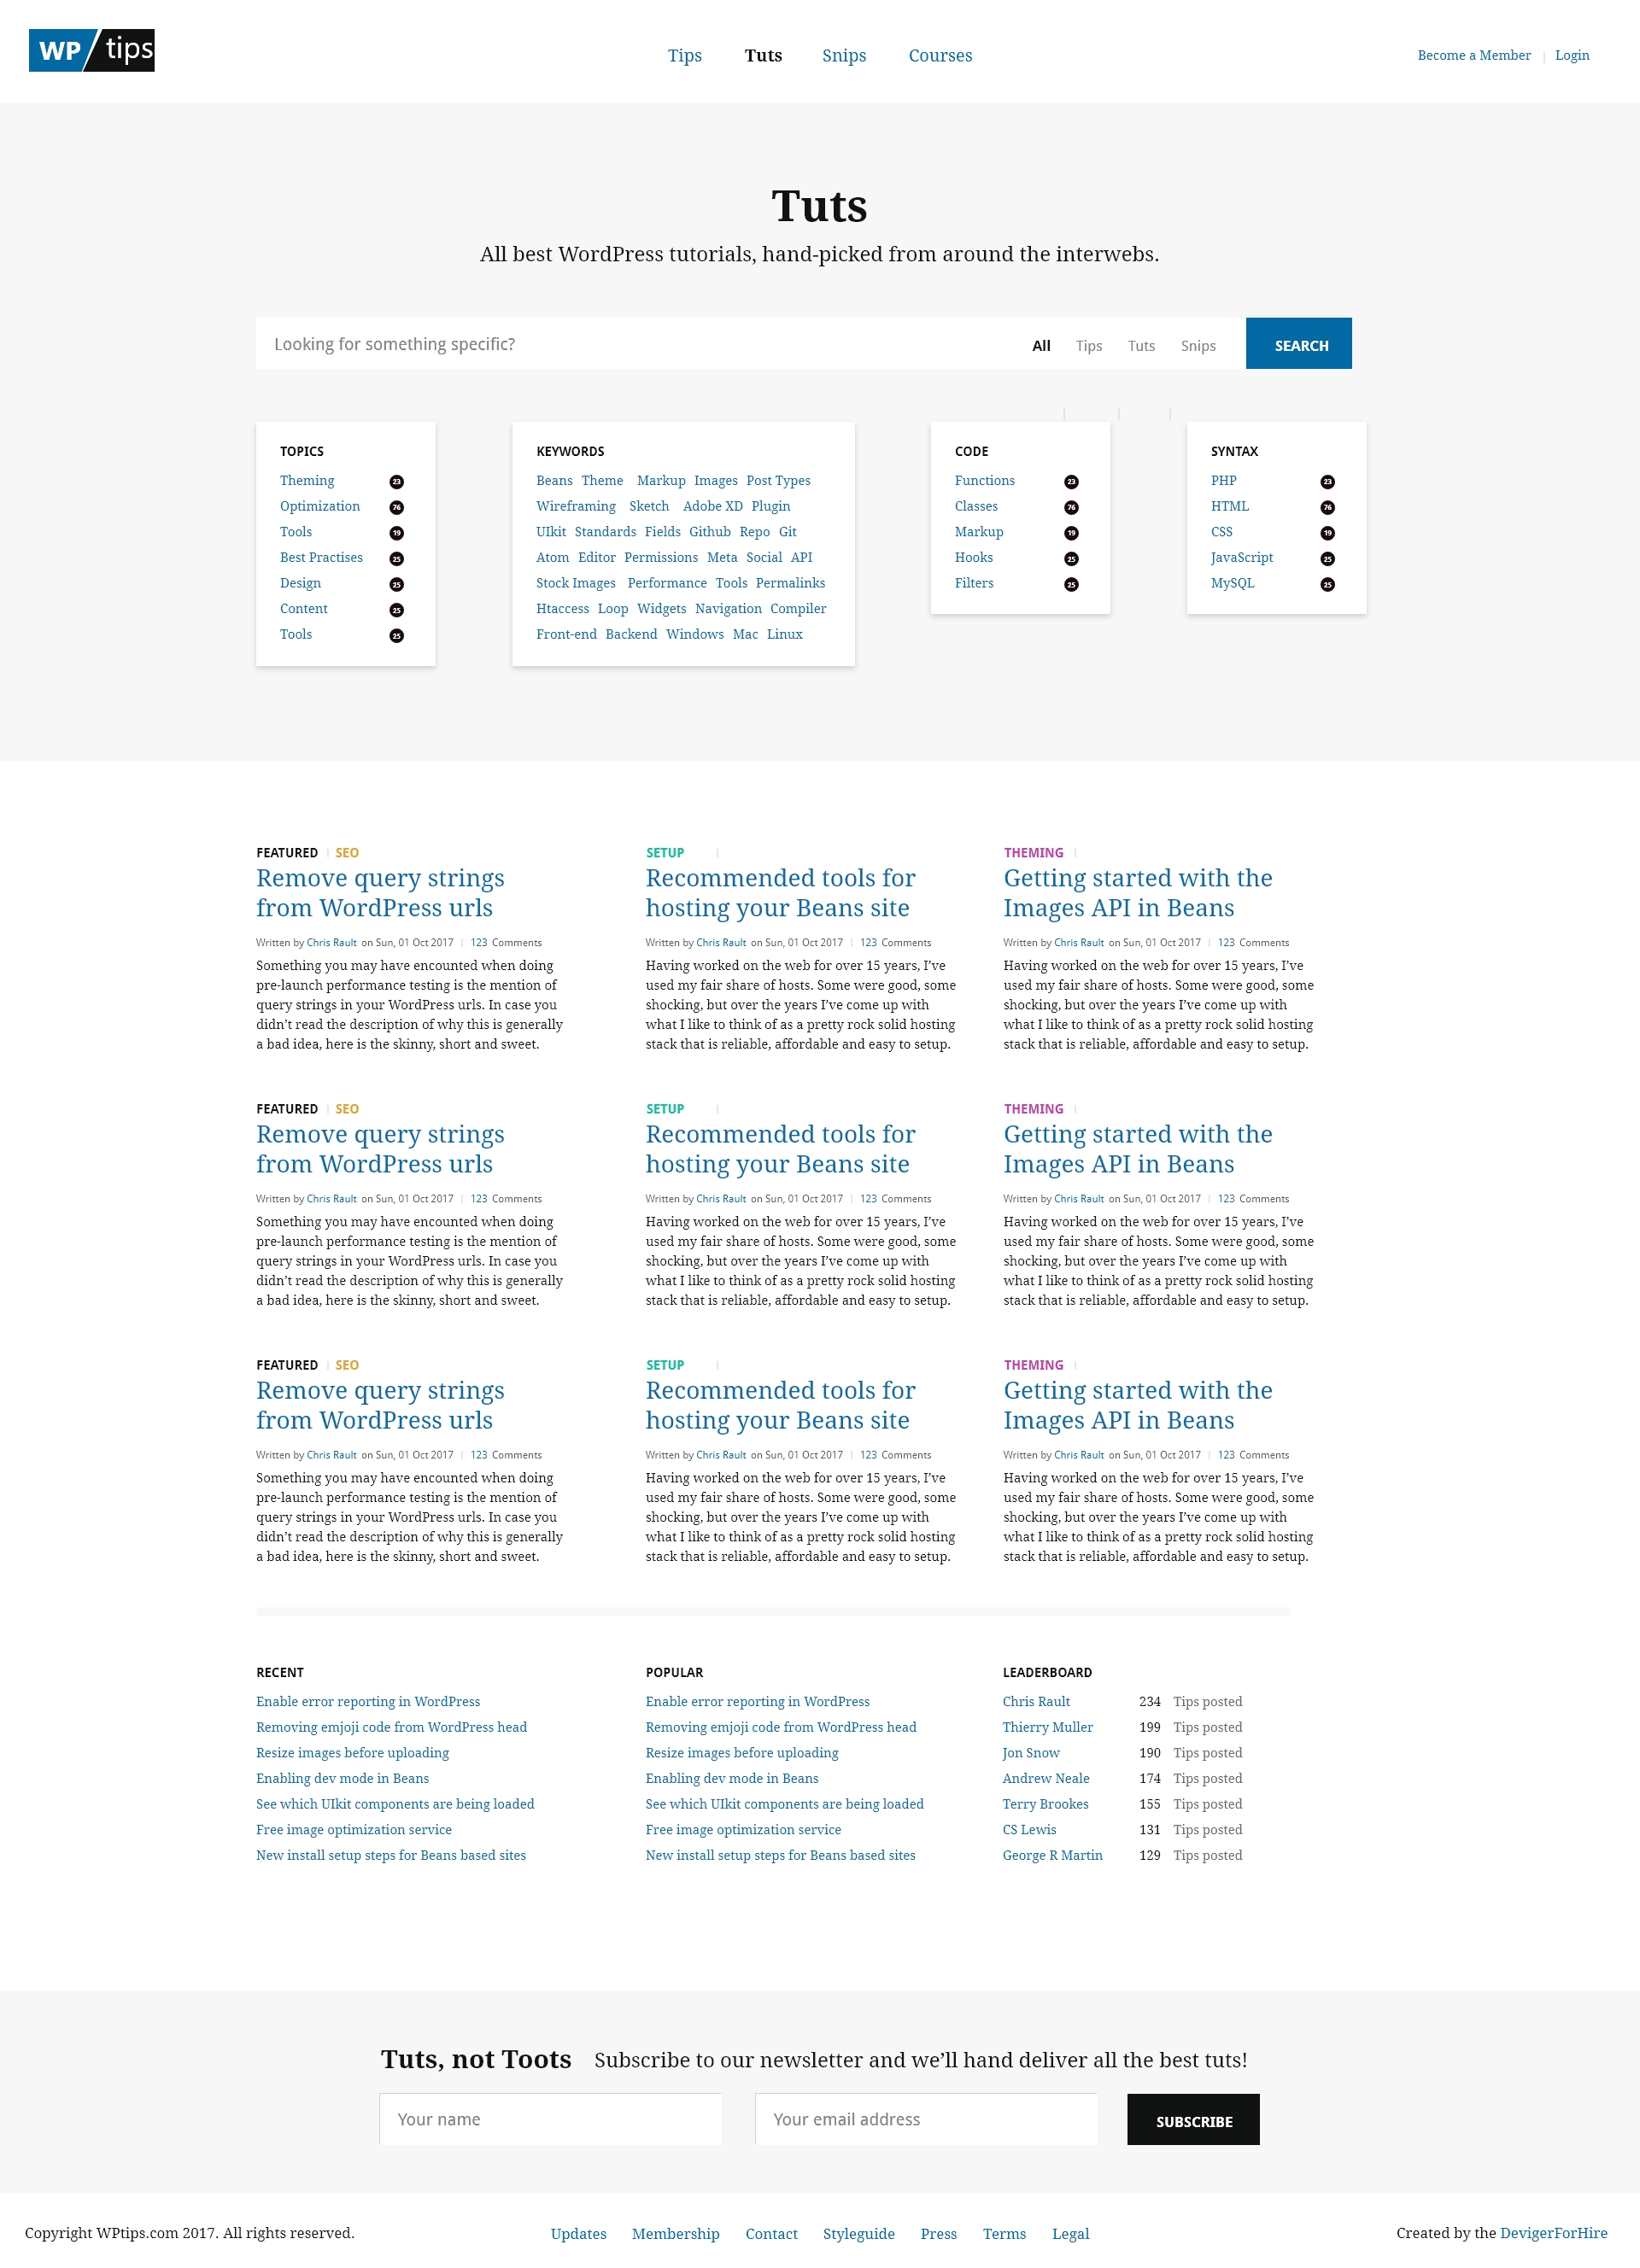 WP/tips
Tips Tuts Snips Courses
Become a Member | Login
Tuts
All best WordPress tutorials, hand-picked from around the interwebs.
Looking for something specific? All Tips Tuts Snips SEARCH
TOPICS
Theming 23
Optimization 76
Tools 19
Best Practises 25
Design 25
Content 25
Tools 25
KEYWORDS
Beans Theme Markup Images Post Types
Wireframing Sketch Adobe XD Plugin
UIkit Standards Fields Github Repo Git
Atom Editor Permissions Meta Social API
Stock Images Performance Tools Permalinks
Htaccess Loop Widgets Navigation Compiler
Front-end Backend Windows Mac Linux
CODE
Functions 23
Classes 76
Markup 19
Hooks 25
Filters 25
SYNTAX
PHP 23
HTML 76
CSS 19
JavaScript 25
MySQL 25
FEATURED | SEO
Remove query strings
from WordPress urls
Written by Chris Rault on Sun, 01 Oct 2017 | 123 Comments
Something you may have encounted when doing
pre-launch performance testing is the mention of
query strings in your WordPress urls. In case you
didn’t read the description of why this is generally
a bad idea, here is the skinny, short and sweet.
SETUP |
Recommended tools for
hosting your Beans site
Written by Chris Rault on Sun, 01 Oct 2017 | 123 Comments
Having worked on the web for over 15 years, I’ve
used my fair share of hosts. Some were good, some
shocking, but over the years I’ve come up with
what I like to think of as a pretty rock solid hosting
stack that is reliable, affordable and easy to setup.
THEMING |
Getting started with the
Images API in Beans
Written by Chris Rault on Sun, 01 Oct 2017 | 123 Comments
Having worked on the web for over 15 years, I’ve
used my fair share of hosts. Some were good, some
shocking, but over the years I’ve come up with
what I like to think of as a pretty rock solid hosting
stack that is reliable, affordable and easy to setup.
FEATURED | SEO
Remove query strings
from WordPress urls
Written by Chris Rault on Sun, 01 Oct 2017 | 123 Comments
Something you may have encounted when doing
pre-launch performance testing is the mention of
query strings in your WordPress urls. In case you
didn’t read the description of why this is generally
a bad idea, here is the skinny, short and sweet.
SETUP |
Recommended tools for
hosting your Beans site
Written by Chris Rault on Sun, 01 Oct 2017 | 123 Comments
Having worked on the web for over 15 years, I’ve
used my fair share of hosts. Some were good, some
shocking, but over the years I’ve come up with
what I like to think of as a pretty rock solid hosting
stack that is reliable, affordable and easy to setup.
THEMING |
Getting started with the
Images API in Beans
Written by Chris Rault on Sun, 01 Oct 2017 | 123 Comments
Having worked on the web for over 15 years, I’ve
used my fair share of hosts. Some were good, some
shocking, but over the years I’ve come up with
what I like to think of as a pretty rock solid hosting
stack that is reliable, affordable and easy to setup.
FEATURED | SEO
Remove query strings
from WordPress urls
Written by Chris Rault on Sun, 01 Oct 2017 | 123 Comments
Something you may have encounted when doing
pre-launch performance testing is the mention of
query strings in your WordPress urls. In case you
didn’t read the description of why this is generally
a bad idea, here is the skinny, short and sweet.
SETUP |
Recommended tools for
hosting your Beans site
Written by Chris Rault on Sun, 01 Oct 2017 | 123 Comments
Having worked on the web for over 15 years, I’ve
used my fair share of hosts. Some were good, some
shocking, but over the years I’ve come up with
what I like to think of as a pretty rock solid hosting
stack that is reliable, affordable and easy to setup.
THEMING |
Getting started with the
Images API in Beans
Written by Chris Rault on Sun, 01 Oct 2017 | 123 Comments
Having worked on the web for over 15 years, I’ve
used my fair share of hosts. Some were good, some
shocking, but over the years I’ve come up with
what I like to think of as a pretty rock solid hosting
stack that is reliable, affordable and easy to setup.
RECENT
Enable error reporting in WordPress
Removing emjoji code from WordPress head
Resize images before uploading
Enabling dev mode in Beans
See which UIkit components are being loaded
Free image optimization service
New install setup steps for Beans based sites
POPULAR
Enable error reporting in WordPress
Removing emjoji code from WordPress head
Resize images before uploading
Enabling dev mode in Beans
See which UIkit components are being loaded
Free image optimization service
New install setup steps for Beans based sites
LEADERBOARD
Chris Rault 234 Tips posted
Thierry Muller 199 Tips posted
Jon Snow 190 Tips posted
Andrew Neale 174 Tips posted
Terry Brookes 155 Tips posted
CS Lewis 131 Tips posted
George R Martin 129 Tips posted
Tuts, not Toots Subscribe to our newsletter and we’ll hand deliver all the best tuts!
Your name Your email address SUBSCRIBE
Copyright WPtips.com 2017. All rights reserved.
Updates Membership Contact Styleguide Press Terms Legal
Created by the DevigerForHire